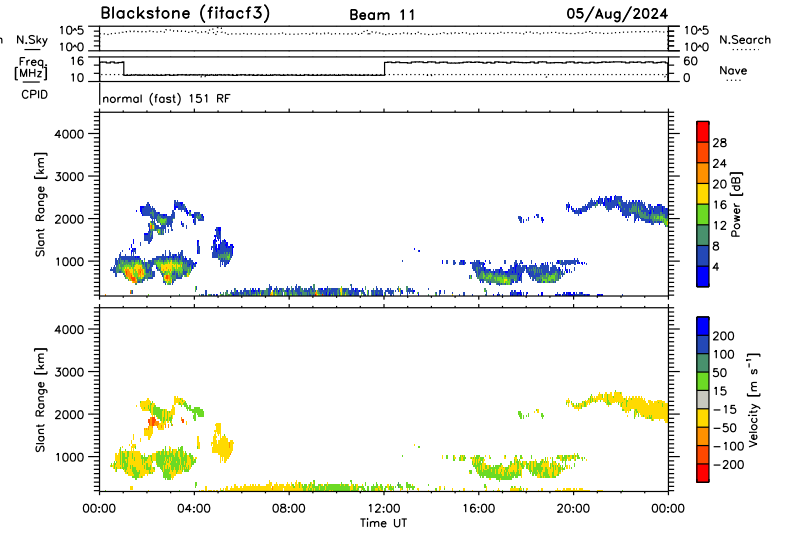 Blackstone (fitacf3) Beam 11 05/Aug/2024
N.Sky 10^5 10^0 10^5 10^0 N.Search
Freq. [MHz] 16 10 60 0 Nave
CPID normal (fast) 151 RF
Slant Range [km] 4000 3000 2000 1000
28 24 20 16 12 8 4 Power [dB]
Slant Range [km] 4000 3000 2000 1000
200 100 50 15 -15 -50 -100 -200 Velocity [m s⁻¹]
00:00 04:00 08:00 12:00 16:00 20:00 00:00
Time UT